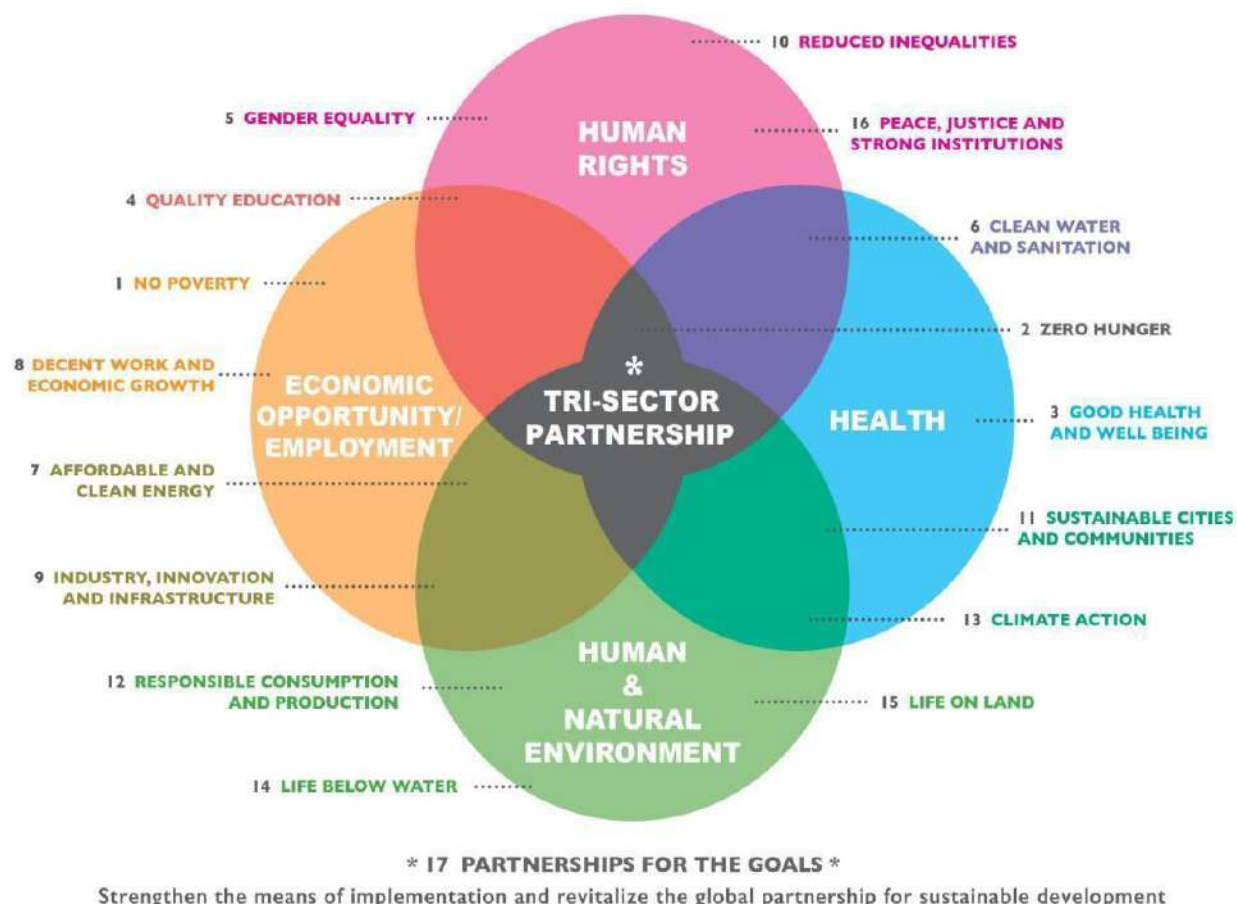 10 REDUCED INEQUALITIES
5 GENDER EQUALITY
HUMAN
RIGHTS
16 PEACE, JUSTICE AND
STRONG INSTITUTIONS
4 QUALITY EDUCATION
6 CLEAN WATER
AND SANITATION
1 NO POVERTY
2 ZERO HUNGER
8 DECENT WORK AND
ECONOMIC GROWTH
ECONOMIC
OPPORTUNITY/
EMPLOYMENT
*
TRI-SECTOR
PARTNERSHIP
HEALTH
3 GOOD HEALTH
AND WELL BEING
7 AFFORDABLE AND
CLEAN ENERGY
11 SUSTAINABLE CITIES
AND COMMUNITIES
9 INDUSTRY, INNOVATION
AND INFRASTRUCTURE
13 CLIMATE ACTION
HUMAN
&
NATURAL
ENVIRONMENT
12 RESPONSIBLE CONSUMPTION
AND PRODUCTION
15 LIFE ON LAND
14 LIFE BELOW WATER
* 17 PARTNERSHIPS FOR THE GOALS *
Strengthen the means of implementation and revitalize the global partnership for sustainable development